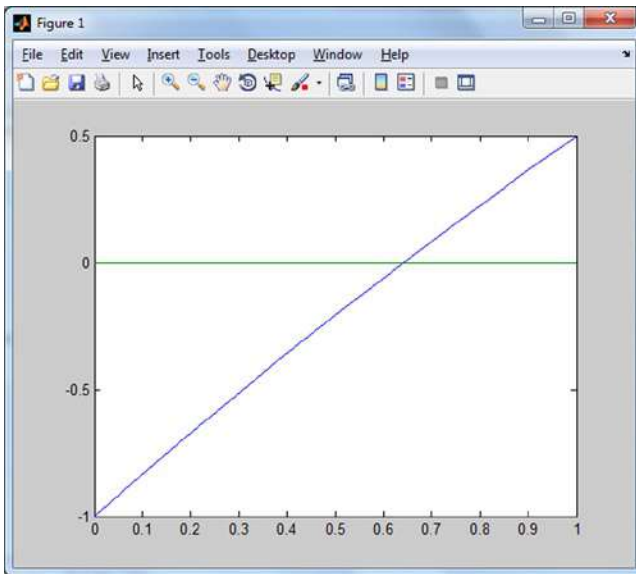 Figure 1
File Edit View Insert Tools Desktop Window Help
0.5
0
-0.5
-1
0 0.1 0.2 0.3 0.4 0.5 0.6 0.7 0.8 0.9 1